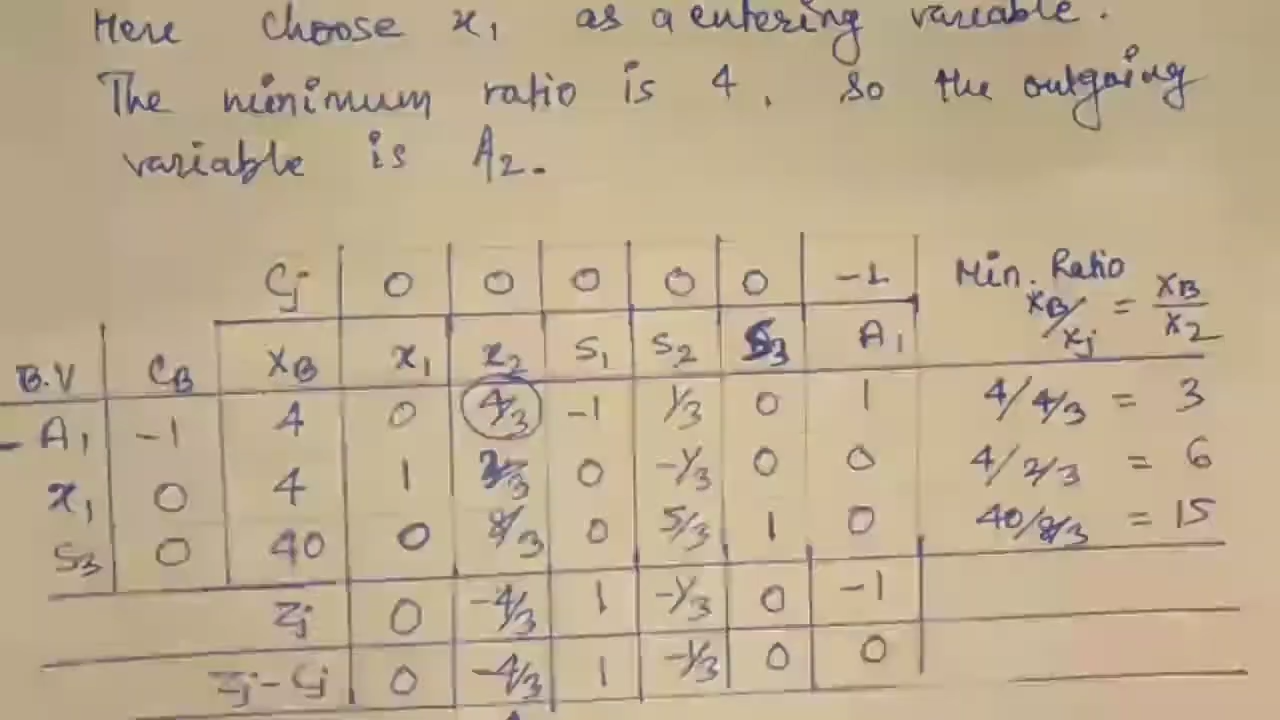 Here choose x1 as a entering variable.
The minimum ratio is 4, so the outgoing
variable is A2.
Cj 0 0 0 0 0 -1 Min. Ratio
B.V CB XB x1 x2 S1 S2 S3 A1 XB/Xj = XB/X2
A1 -1 4 0 4/3 -1 1/3 0 1 4/4/3 = 3
x1 0 4 1 2/3 0 -1/3 0 0 4/2/3 = 6
S3 0 40 0 8/3 0 5/3 1 0 40/8/3 = 15
Zj 0 -4/3 1 -1/3 0 -1
Zj-Cj 0 -4/3 1 -1/3 0 0